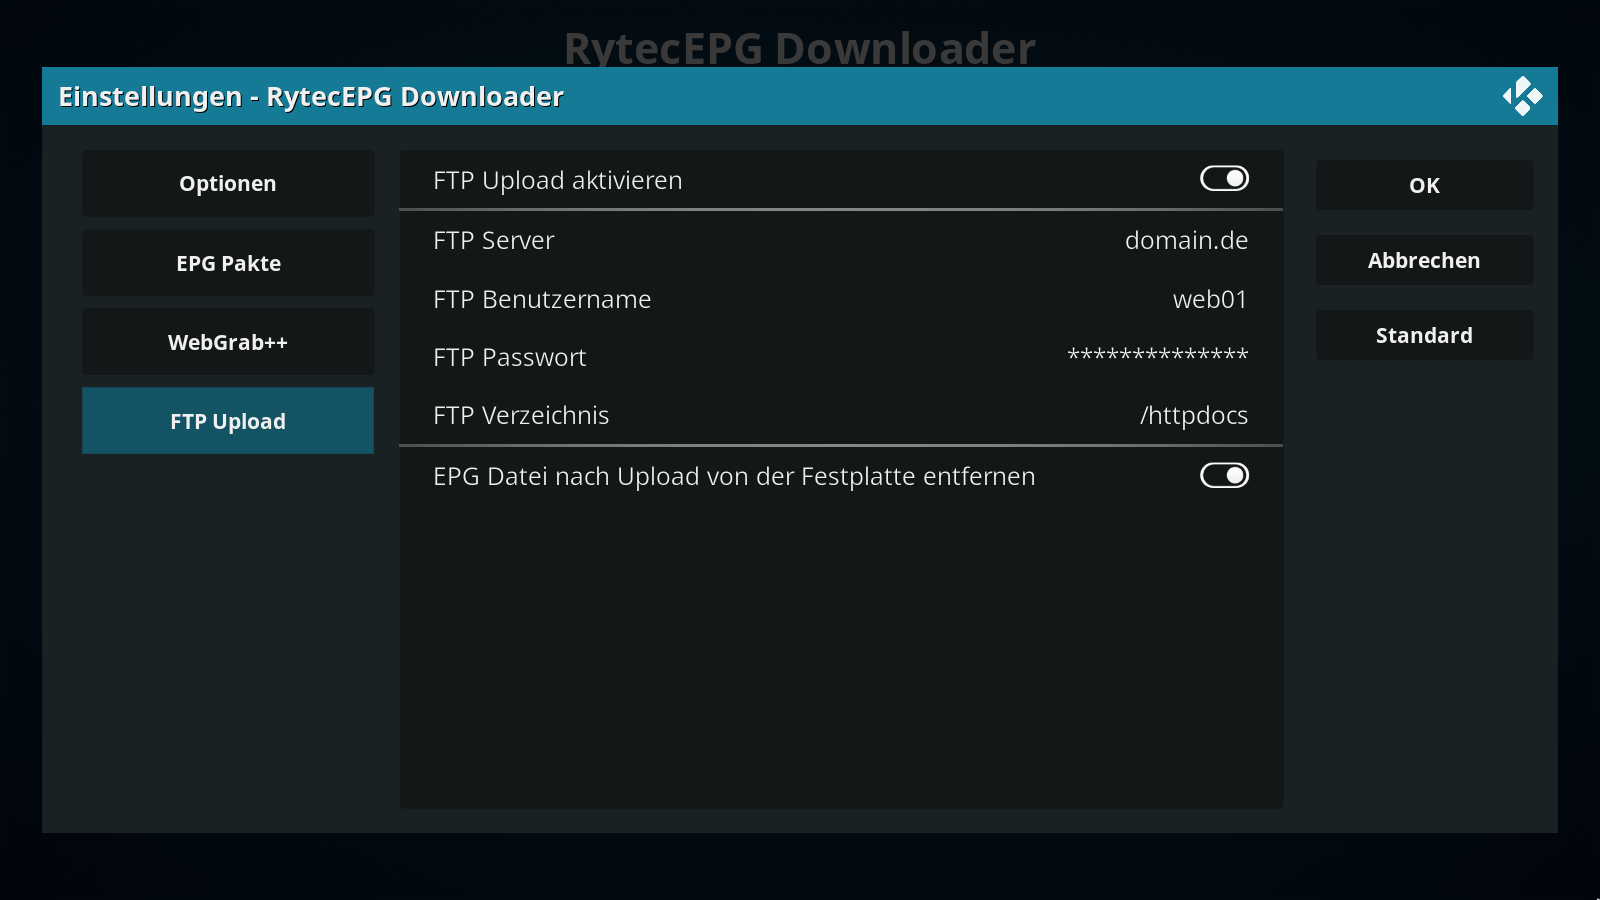 RytecEPG Downloader
Einstellungen - RytecEPG Downloader
Optionen
EPG Pakte
WebGrab++
FTP Upload
FTP Upload aktivieren
FTP Server domain.de
FTP Benutzername web01
FTP Passwort **************
FTP Verzeichnis /httpdocs
EPG Datei nach Upload von der Festplatte entfernen
OK
Abbrechen
Standard